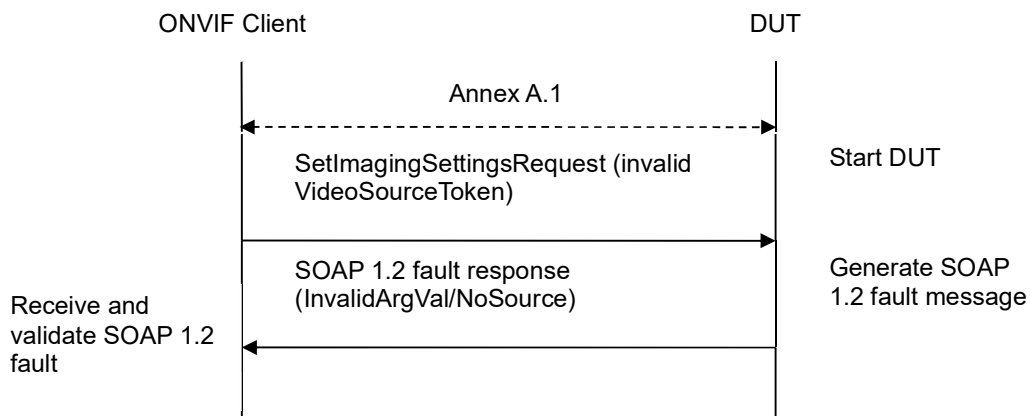 ONVIF Client
DUT
Annex A.1
SetImagingSettingsRequest (invalid
VideoSourceToken)
Start DUT
SOAP 1.2 fault response
(InvalidArgVal/NoSource)
Generate SOAP
1.2 fault message
Receive and
validate SOAP 1.2
fault